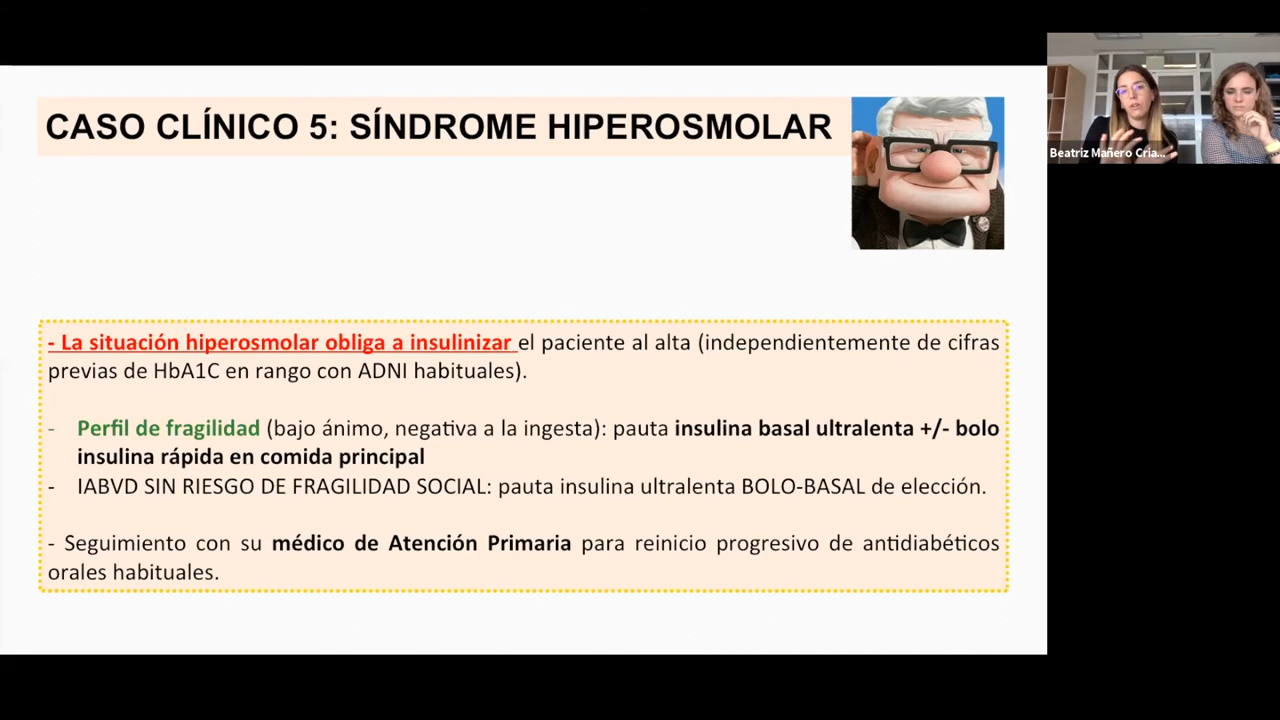 CASO CLÍNICO 5: SÍNDROME HIPEROSMOLAR
Beatriz Mañero Cria...
- La situación hiperosmolar obliga a insulinizar el paciente al alta (independientemente de cifras
previas de HbA1C en rango con ADNI habituales).
- Perfil de fragilidad (bajo ánimo, negativa a la ingesta): pauta insulina basal ultralenta +/- bolo
insulina rápida en comida principal
- IABVD SIN RIESGO DE FRAGILIDAD SOCIAL: pauta insulina ultralenta BOLO-BASAL de elección.
- Seguimiento con su médico de Atención Primaria para reinicio progresivo de antidiabéticos
orales habituales.